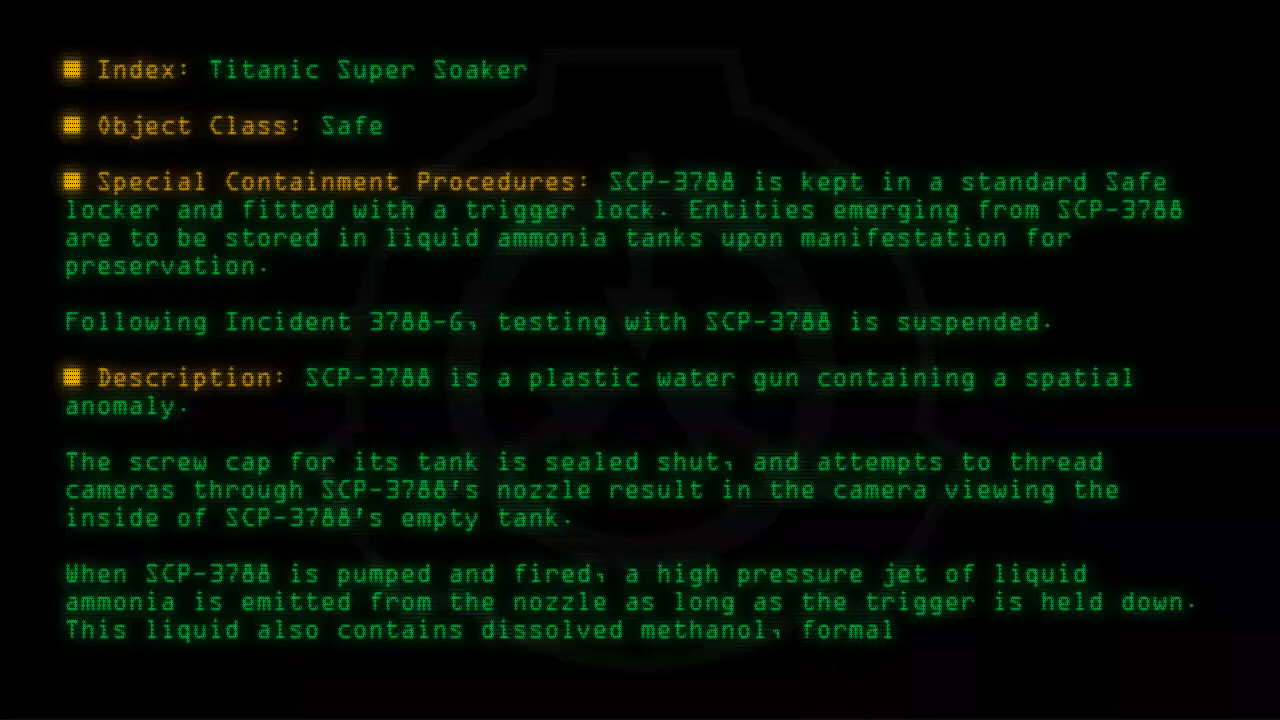 ■ Index: Titanic Super Soaker
■ Object Class: Safe
■ Special Containment Procedures: SCP-3788 is kept in a standard Safe
locker and fitted with a trigger lock. Entities emerging from SCP-3788
are to be stored in liquid ammonia tanks upon manifestation for
preservation.
Following Incident 3788-6, testing with SCP-3788 is suspended.
■ Description: SCP-3788 is a plastic water gun containing a spatial
anomaly.
The screw cap for its tank is sealed shut, and attempts to thread
cameras through SCP-3788's nozzle result in the camera viewing the
inside of SCP-3788's empty tank.
When SCP-3788 is pumped and fired, a high pressure jet of liquid
ammonia is emitted from the nozzle as long as the trigger is held down.
This liquid also contains dissolved methanol, formal